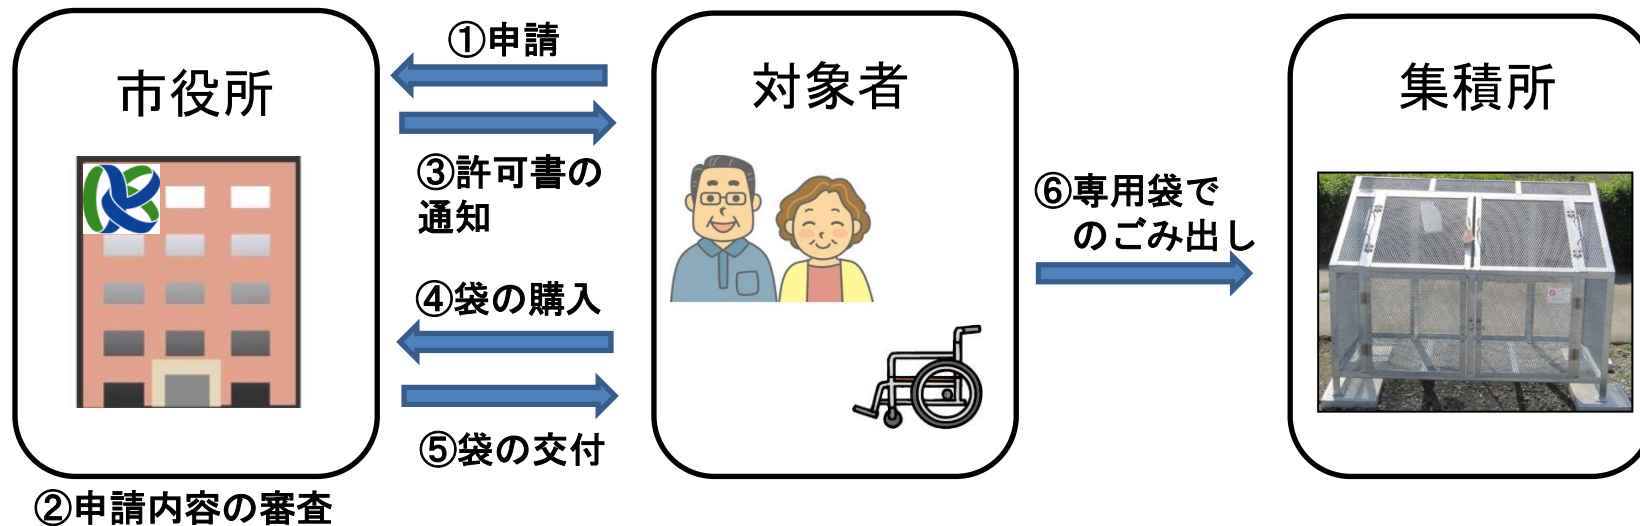 市役所
②申請内容の審査
①申請
③許可書の
通知
④袋の購入
⑤袋の交付
対象者
⑥専用袋で
のごみ出し
集積所